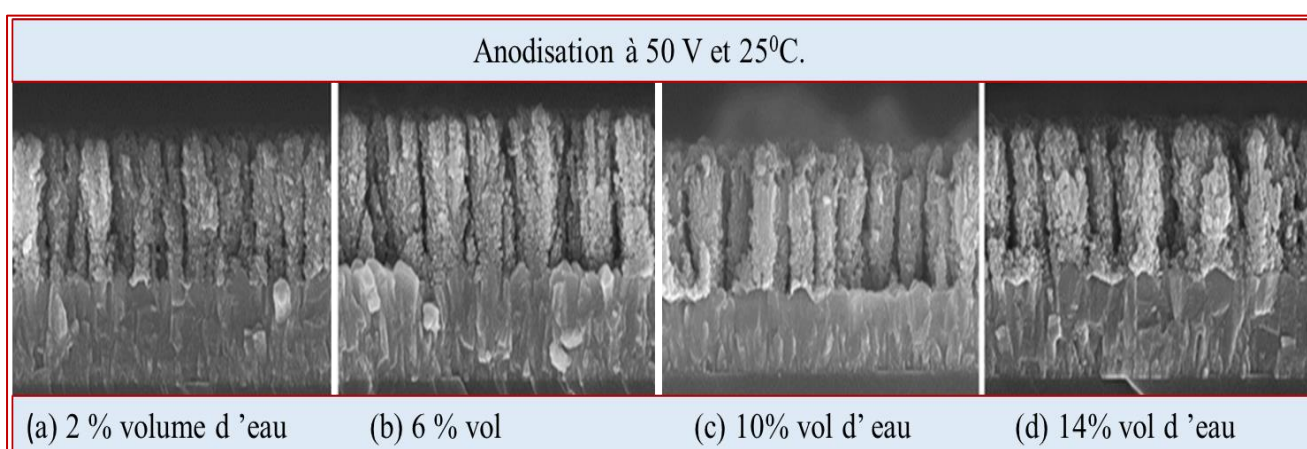 Anodisation à 50 V et 25⁰C.
(a) 2 % volume d ’eau
(b) 6 % vol
(c) 10% vol d’ eau
(d) 14% vol d ’eau